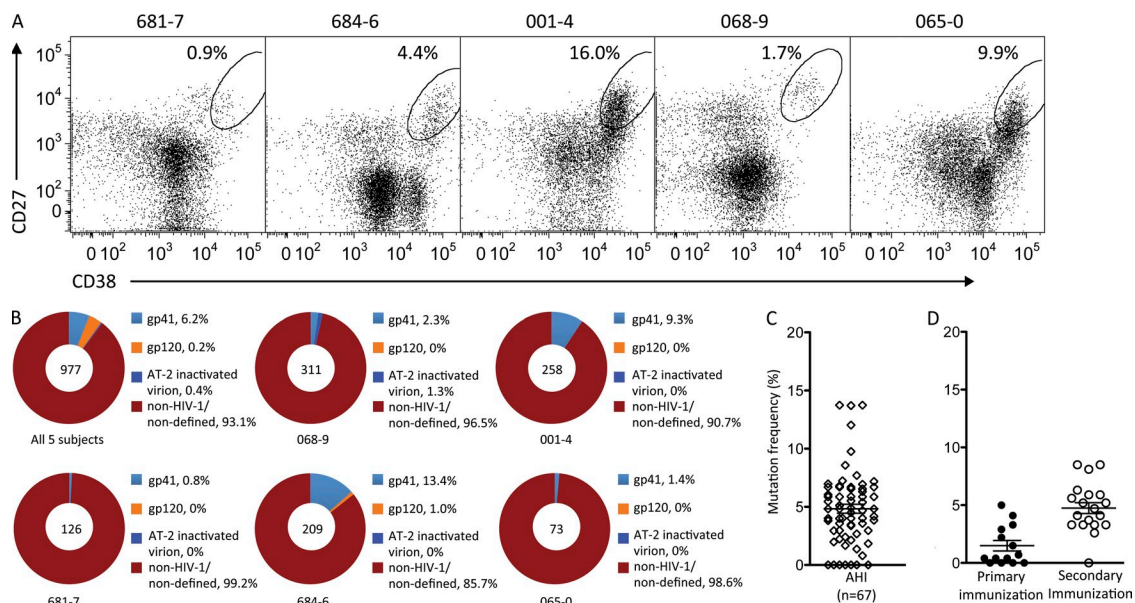 A
681-7 684-6 001-4 068-9 065-0
0.9% 4.4% 16.0% 1.7% 9.9%
10^5
10^4
10^3
10^2
0
CD27
0 10^2 10^3 10^4 10^5 0 10^2 10^3 10^4 10^5 0 10^2 10^3 10^4 10^5 0 10^2 10^3 10^4 10^5 0 10^2 10^3 10^4 10^5
CD38
B
977
gp41, 6.2%
gp120, 0.2%
AT-2 inactivated
virion, 0.4%
non-HIV-1/
non-defined, 93.1%
All 5 subjects
311
gp41, 2.3%
gp120, 0%
AT-2 inactivated
virion, 1.3%
non-HIV-1/
non-defined, 96.5%
068-9
258
gp41, 9.3%
gp120, 0%
AT-2 inactivated
virion, 0%
non-HIV-1/
non-defined, 90.7%
001-4
126
gp41, 0.8%
gp120, 0%
AT-2 inactivated
virion, 0%
non-HIV-1/
non-defined, 99.2%
681-7
209
gp41, 13.4%
gp120, 1.0%
AT-2 inactivated
virion, 0%
non-HIV-1/
non-defined, 85.7%
684-6
73
gp41, 1.4%
gp120, 0%
AT-2 inactivated
virion, 0%
non-HIV-1/
non-defined, 98.6%
065-0
C
Mutation frequency (%)
20
15
10
5
0
AHI
(n=67)
D
20
15
10
5
0
Primary
immunization
Secondary
Immunization